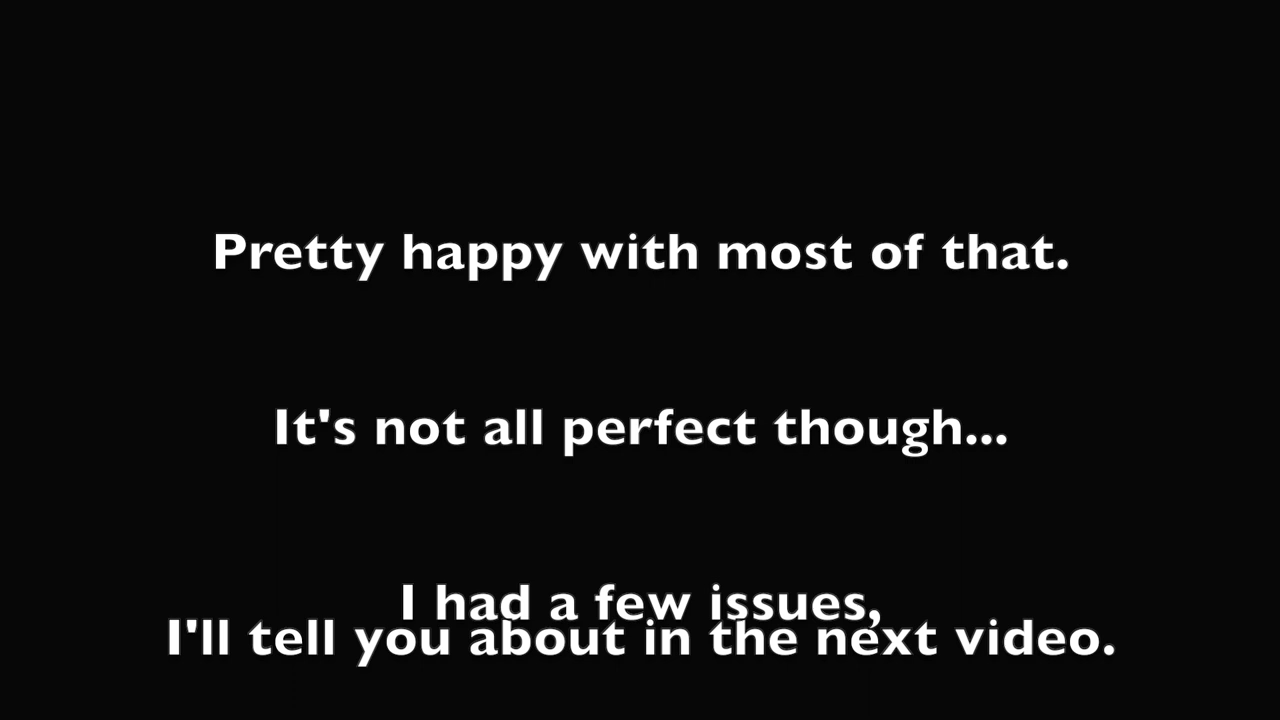 Pretty happy with most of that.
It's not all perfect though...
I had a few issues,
I'll tell you about in the next video.